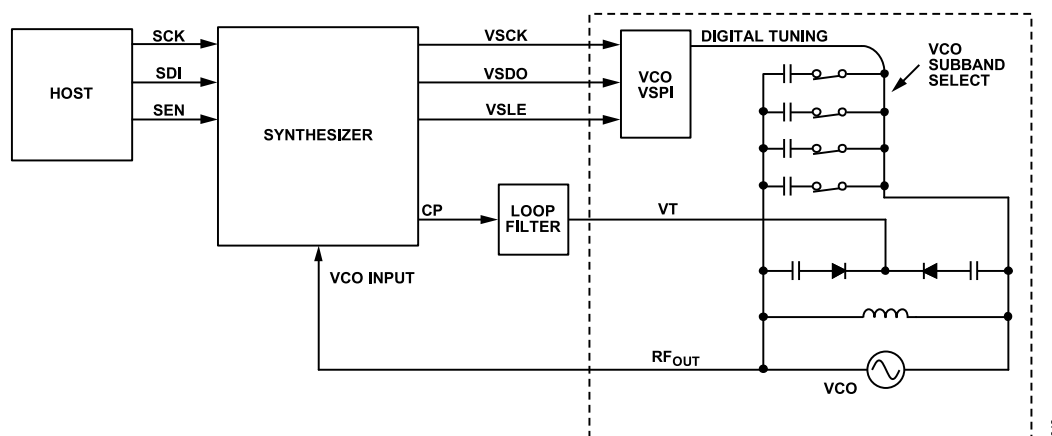 HOST
SCK
SDI
SEN
SYNTHESIZER
VSCK
VSDO
VSLE
VCO
VSPI
DIGITAL TUNING
VCO
SUBBAND
SELECT
CP
LOOP
FILTER
VT
VCO INPUT
RFOUT
VCO